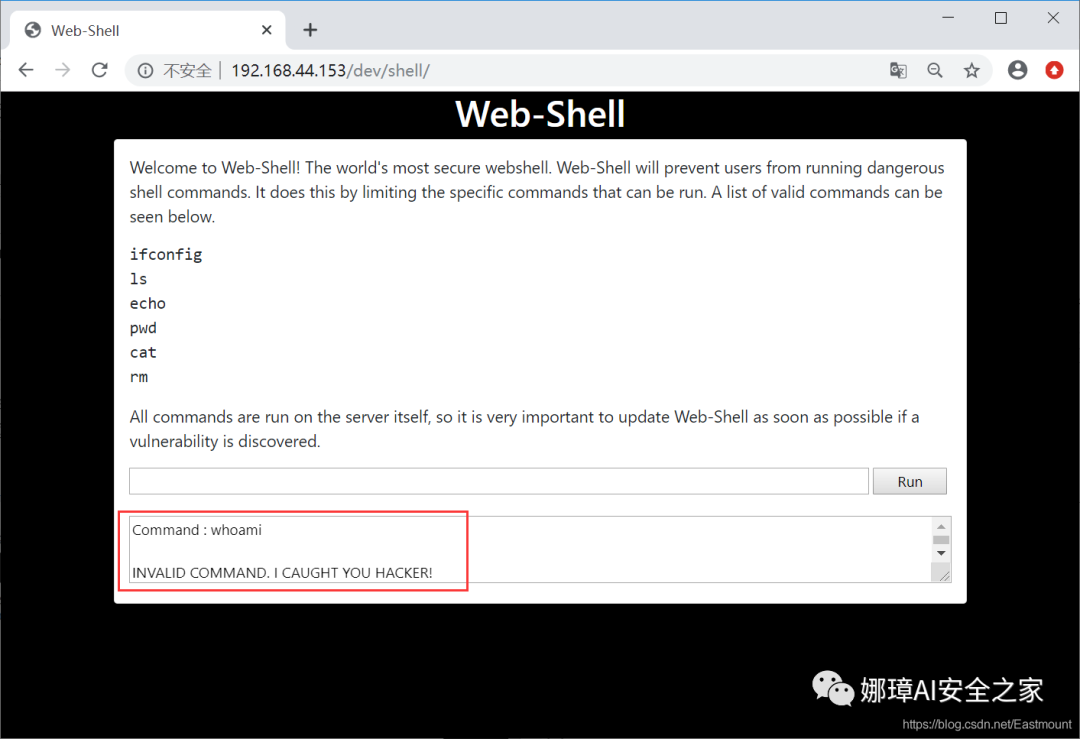 Web-Shell
不安全 | 192.168.44.153/dev/shell/
Web-Shell
Welcome to Web-Shell! The world's most secure webshell. Web-Shell will prevent users from running dangerous
shell commands. It does this by limiting the specific commands that can be run. A list of valid commands can be
seen below.
ifconfig
ls
echo
pwd
cat
rm
All commands are run on the server itself, so it is very important to update Web-Shell as soon as possible if a
vulnerability is discovered.
Run
Command : whoami
INVALID COMMAND. I CAUGHT YOU HACKER!
娜璋AI安全之家
https://blog.csdn.net/Eastmount